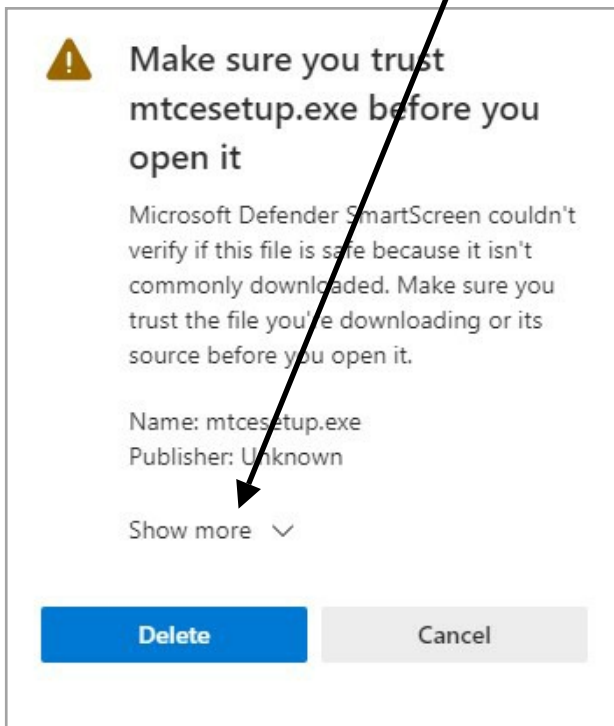 Make sure you trust
mtcesetup.exe before you
open it
Microsoft Defender SmartScreen couldn't
verify if this file is safe because it isn't
commonly downloaded. Make sure you
trust the file you're downloading or its
source before you open it.
Name: mtcesetup.exe
Publisher: Unknown
Show more
Delete
Cancel